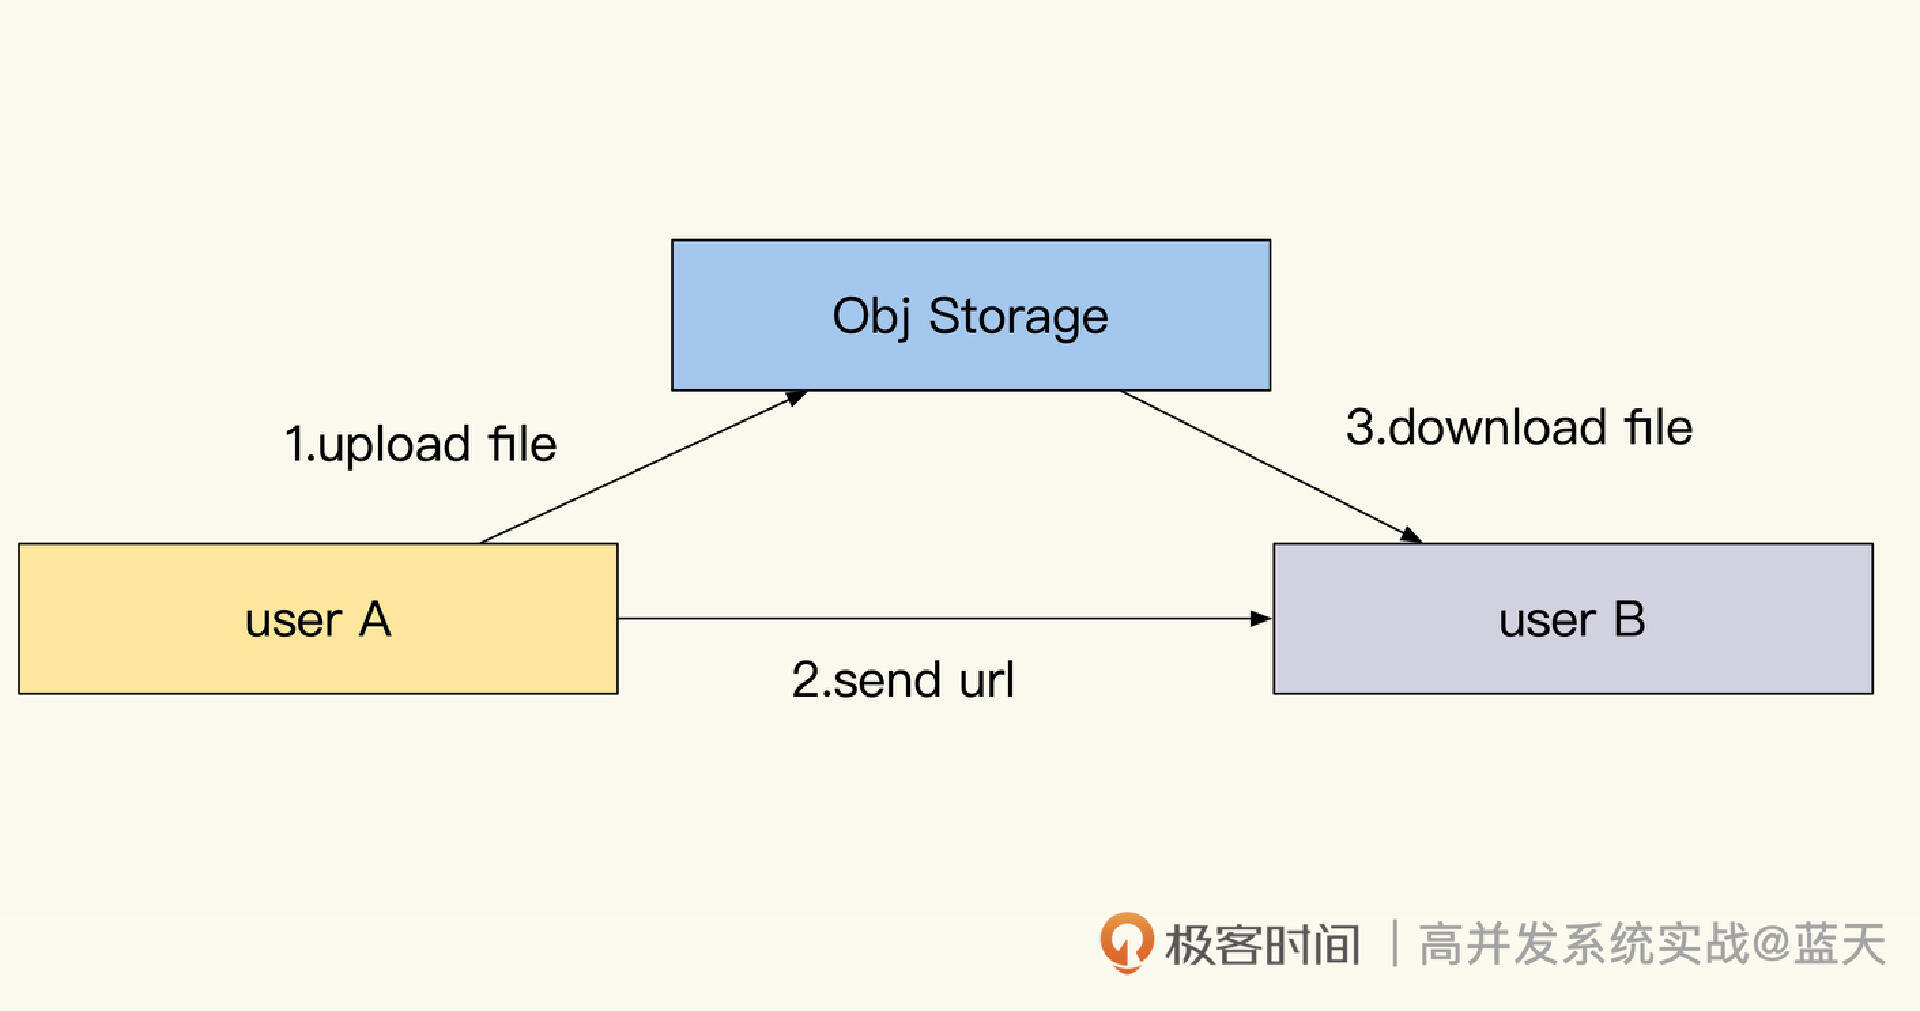 Obj Storage
1.upload file
3.download file
user A
user B
2.send url
极客时间 | 高并发系统实战@蓝天